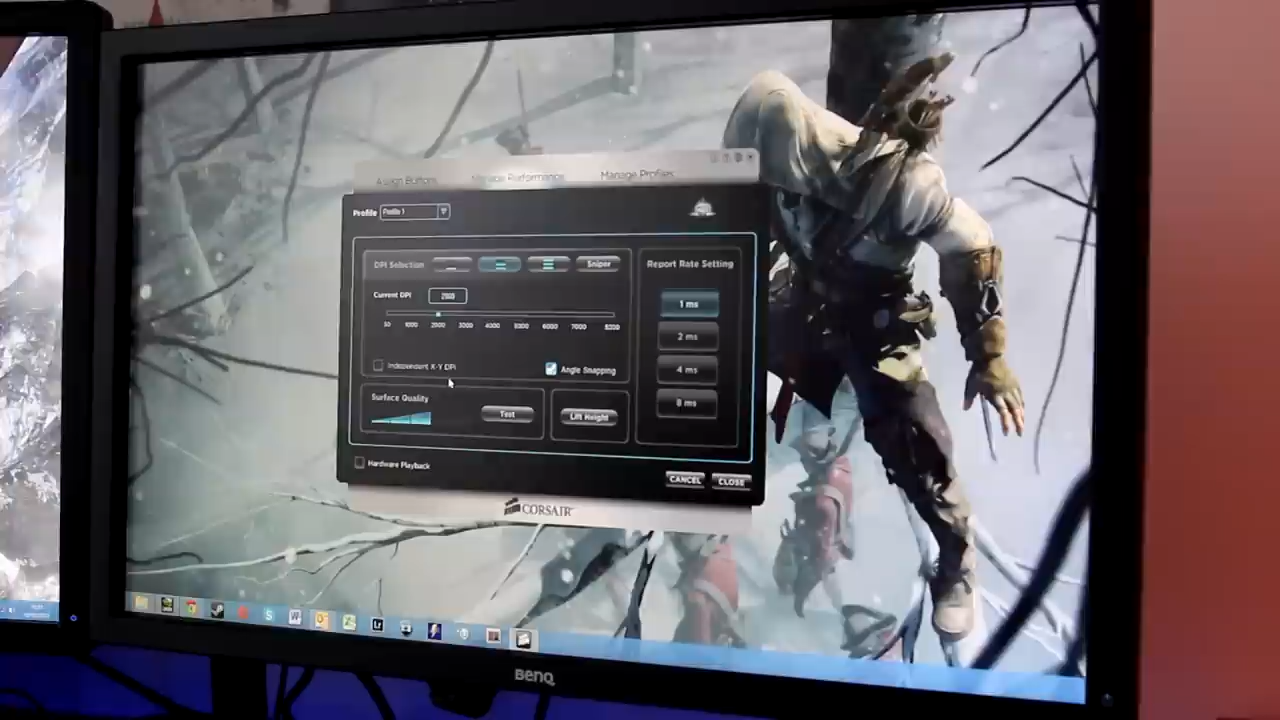 Assign Buttons Manage Performance Manage Profiles
Profile Profile 1
DPI Selection Sniper
Report Rate Setting
Current DPI
1 ms
50 1000 2000 3000 4000 5000 6000 7000 8200
2 ms
Independent X-Y DPI Angle Snapping
4 ms
Surface Quality
Test Lift Height
8 ms
Hardware Playback
CANCEL CLOSE
CORSAIR
BenQ